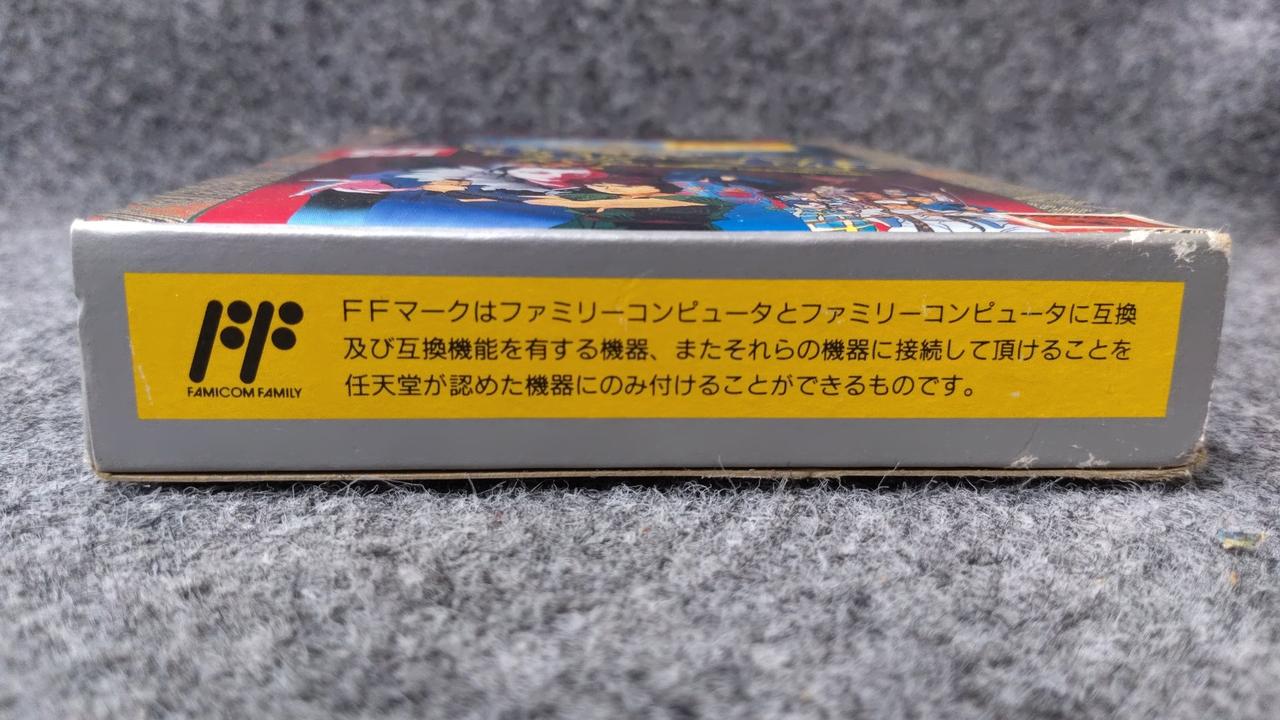 FFマークはファミリーコンピュータとファミリーコンピュータに互換
及び互換機能を有する機器、またそれらの機器に接続して頂けることを
任天堂が認めた機器にのみ付けることができるものです。
FAMICOM FAMILY